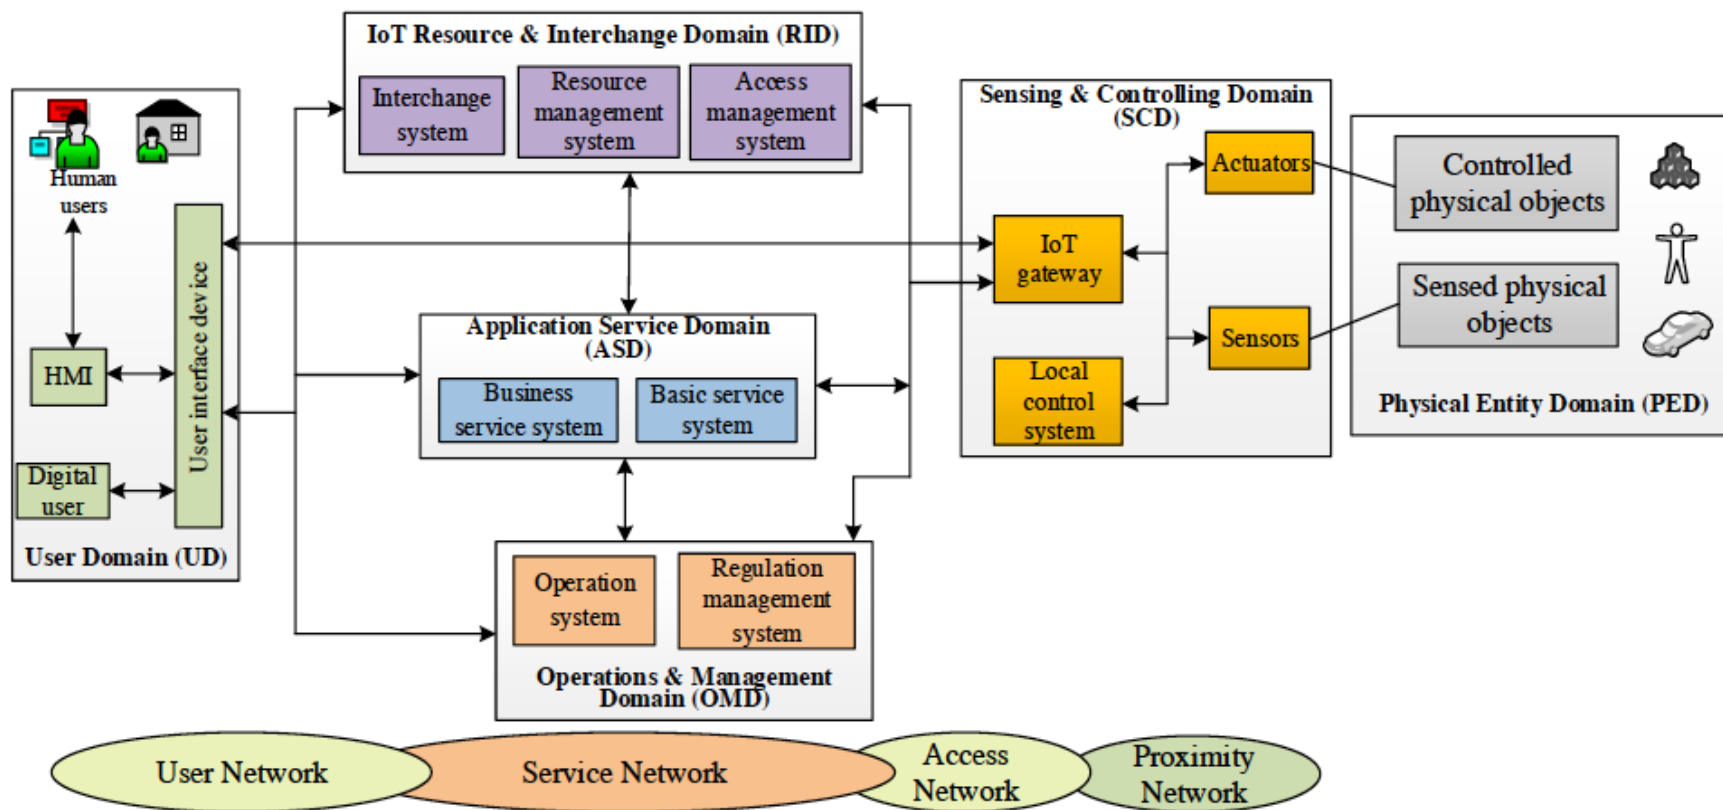 IoT Resource & Interchange Domain (RID)
Interchange
system
Resource
management
system
Access
management
system
Human
users
HMI
Digital
user
User interface device
User Domain (UD)
Application Service Domain
(ASD)
Business
service system
Basic service
system
Operation
system
Regulation
management
system
Operations & Management
Domain (OMD)
Sensing & Controlling Domain
(SCD)
Actuators
IoT
gateway
Sensors
Local
control
system
Controlled
physical objects
Sensed physical
objects
Physical Entity Domain (PED)
User Network
Service Network
Access
Network
Proximity
Network